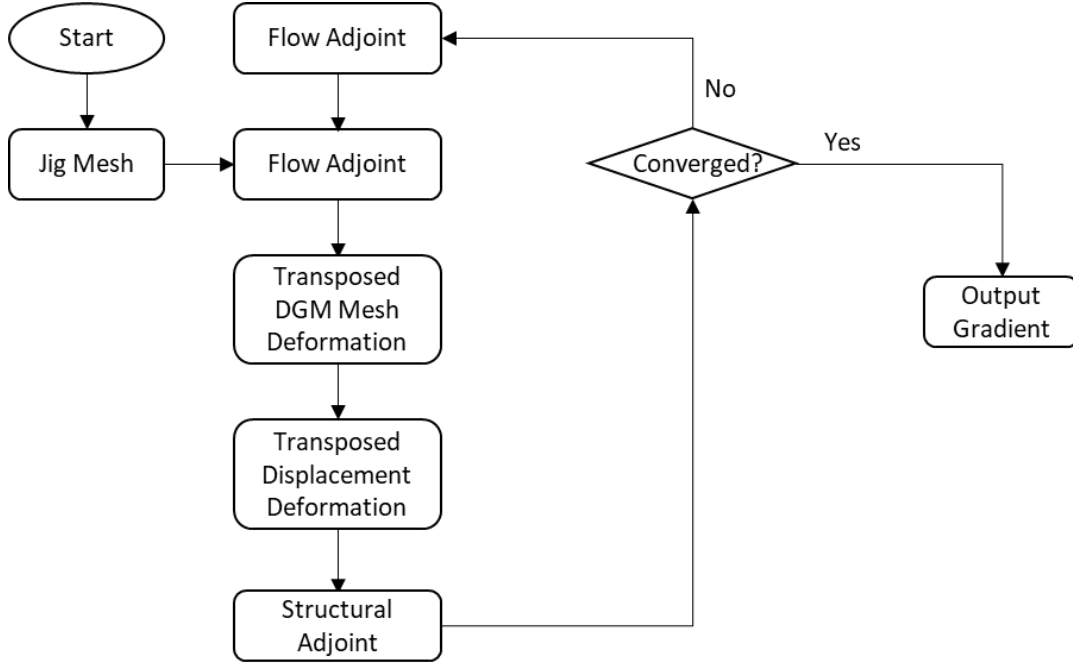 Start
Flow Adjoint
No
Jig Mesh
Flow Adjoint
Converged?
Yes
Transposed
DGM Mesh
Deformation
Output
Gradient
Transposed
Displacement
Deformation
Structural
Adjoint